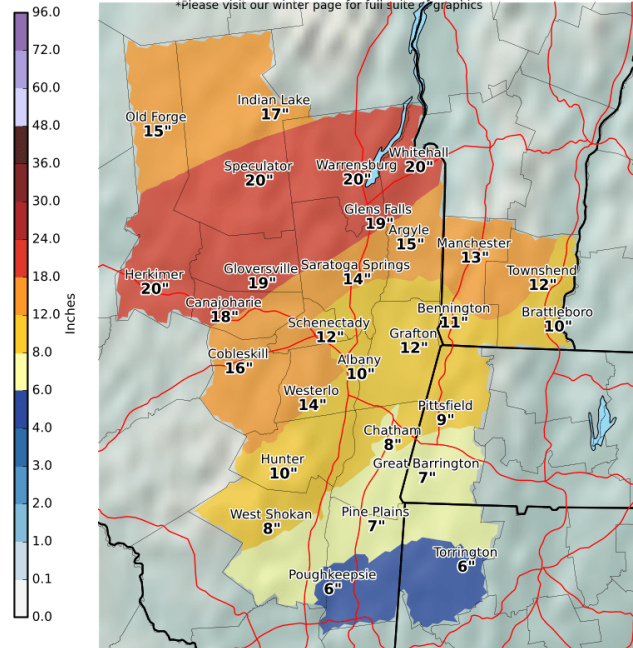 *Please visit our winter page for full suite of graphics
96.0
72.0
60.0
48.0
36.0
30.0
24.0
18.0
12.0
8.0
6.0
4.0
3.0
2.0
1.0
0.1
0.0
Inches
Old Forge
15"
Indian Lake
17"
Speculator
20"
Warrensburg
20"
Whitehall
20"
Glens Falls
19"
Argyle
15"
Manchester
13"
Herkimer
20"
Gloversville
19"
Saratoga Springs
14"
Townshend
12"
Canajoharie
18"
Schenectady
12"
Bennington
11"
Brattleboro
10"
Grafton
12"
Cobleskill
16"
Albany
10"
Westerlo
14"
Pittsfield
9"
Chatham
8"
Hunter
10"
Great Barrington
7"
West Shokan
8"
Pine Plains
7"
Torrington
6"
Poughkeepsie
6"